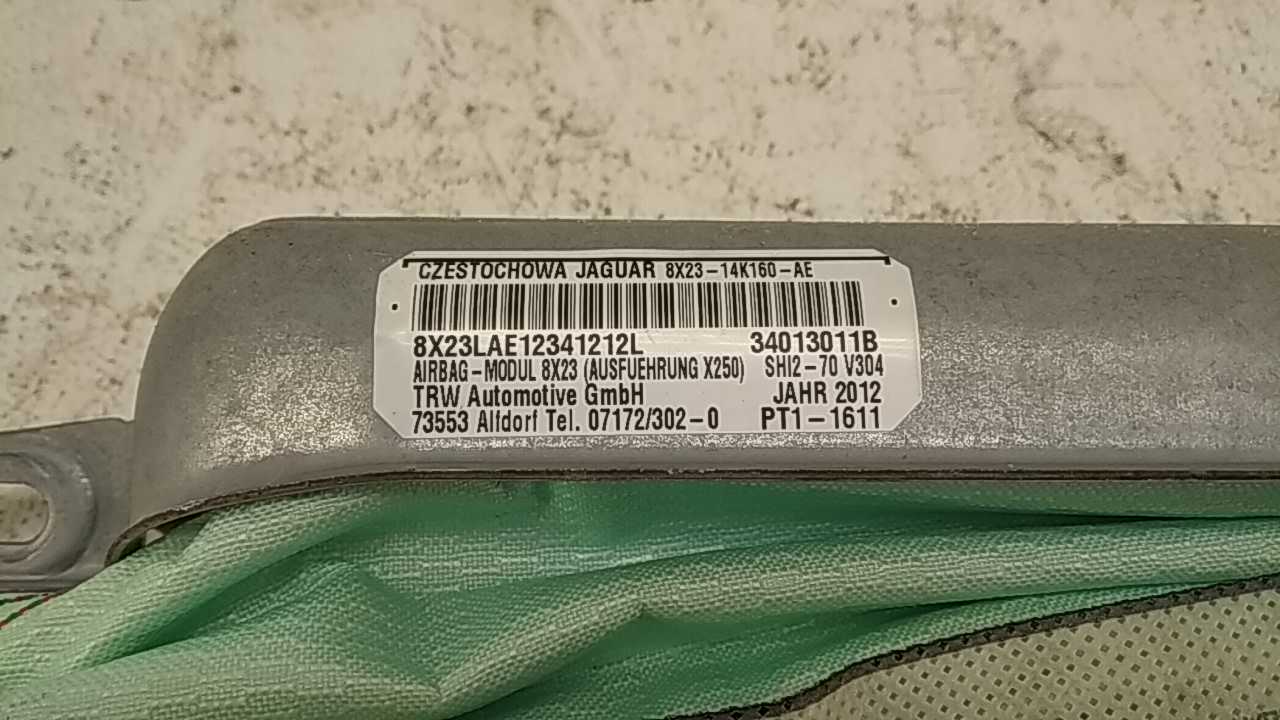 CZESTOCHOWA JAGUAR 8X23-14K160-AE
8X23LAE12341212L 34013011B
AIRBAG-MODUL 8X23 (AUSFUEHRUNG X250) SHI2-70 V304
TRW Automotive GmbH JAHR 2012
73553 Alfdorf Tel. 07172/302-0 PT1-1611